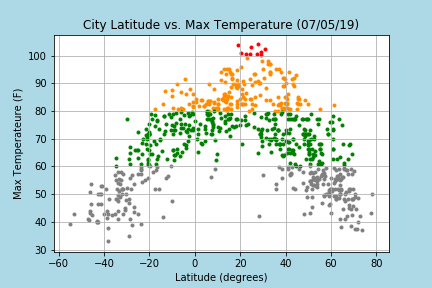 City Latitude vs. Max Temperature (07/05/19)
Max Temperateure (F)
100
90
80
70
60
50
40
30
−60 −40 −20 0 20 40 60 80
Latitude (degrees)